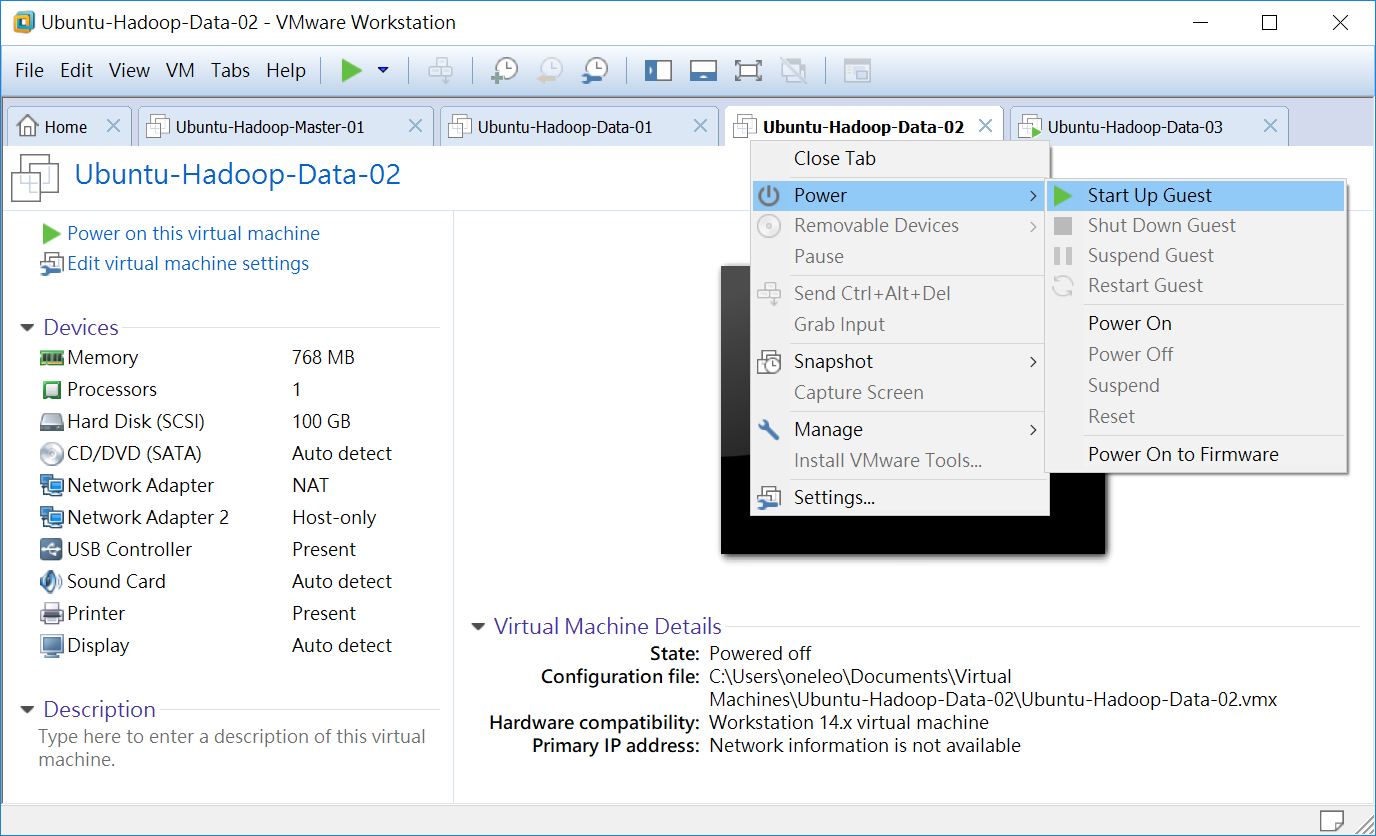 Ubuntu-Hadoop-Data-02 - VMware Workstation
File Edit View VM Tabs Help
Home Ubuntu-Hadoop-Master-01 Ubuntu-Hadoop-Data-01 Ubuntu-Hadoop-Data-02 Ubuntu-Hadoop-Data-03
Ubuntu-Hadoop-Data-02
Power on this virtual machine
Edit virtual machine settings
Devices
Memory 768 MB
Processors 1
Hard Disk (SCSI) 100 GB
CD/DVD (SATA) Auto detect
Network Adapter NAT
Network Adapter 2 Host-only
USB Controller Present
Sound Card Auto detect
Printer Present
Display Auto detect
Description
Type here to enter a description of this virtual
machine.
Close Tab
Power
Removable Devices
Pause
Send Ctrl+Alt+Del
Grab Input
Snapshot
Capture Screen
Manage
Install VMware Tools...
Settings...
Start Up Guest
Shut Down Guest
Suspend Guest
Restart Guest
Power On
Power Off
Suspend
Reset
Power On to Firmware
Virtual Machine Details
State: Powered off
Configuration file: C:\Users\oneleo\Documents\Virtual
Machines\Ubuntu-Hadoop-Data-02\Ubuntu-Hadoop-Data-02.vmx
Hardware compatibility: Workstation 14.x virtual machine
Primary IP address: Network information is not available